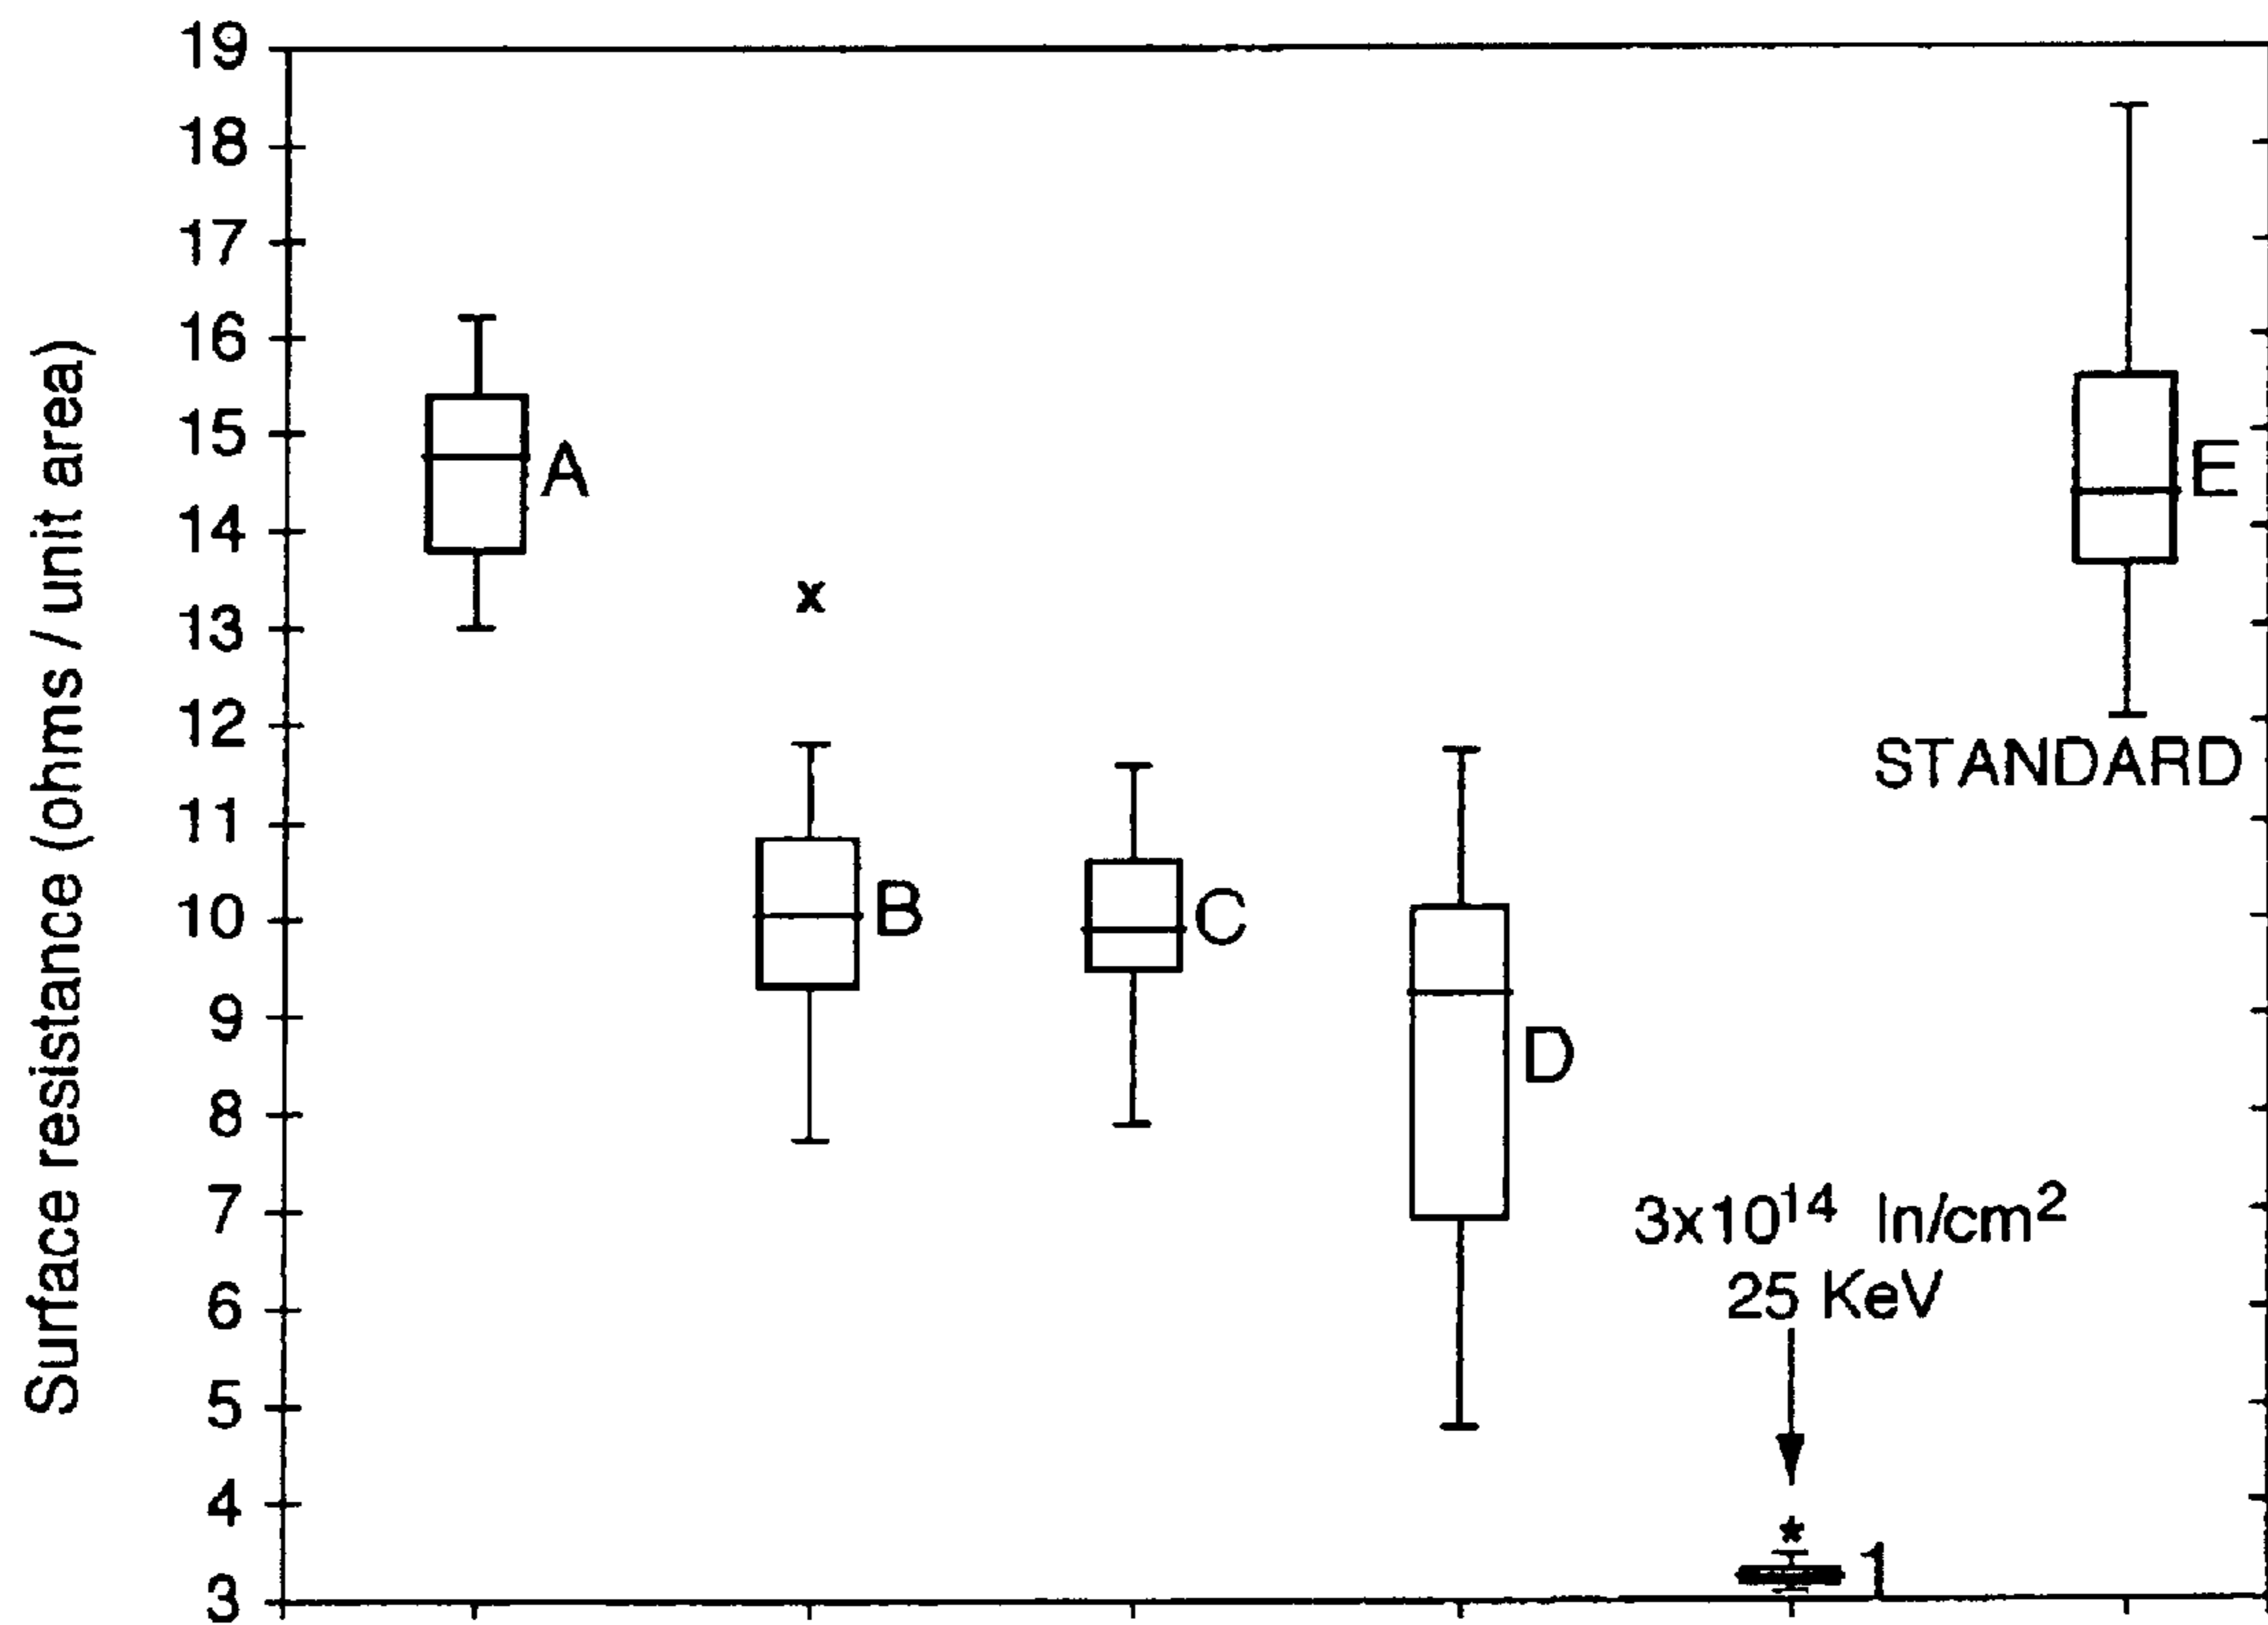 Surface resistance (ohms / unit area)
19
18
17
16
15
14
13
12
11
10
9
8
7
6
5
4
3
A
x
B
C
D
3x10¹⁴ In/cm²
25 KeV
*
1
E
STANDARD